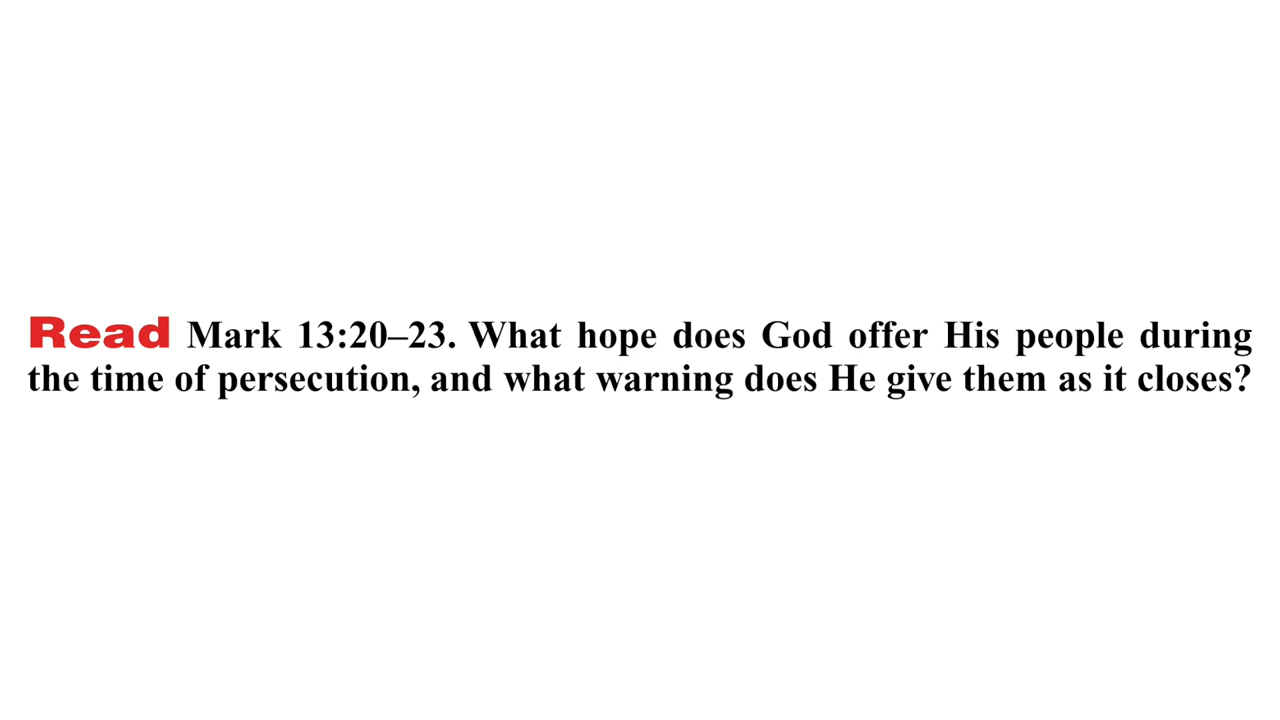 Read Mark 13:20–23. What hope does God offer His people during
the time of persecution, and what warning does He give them as it closes?